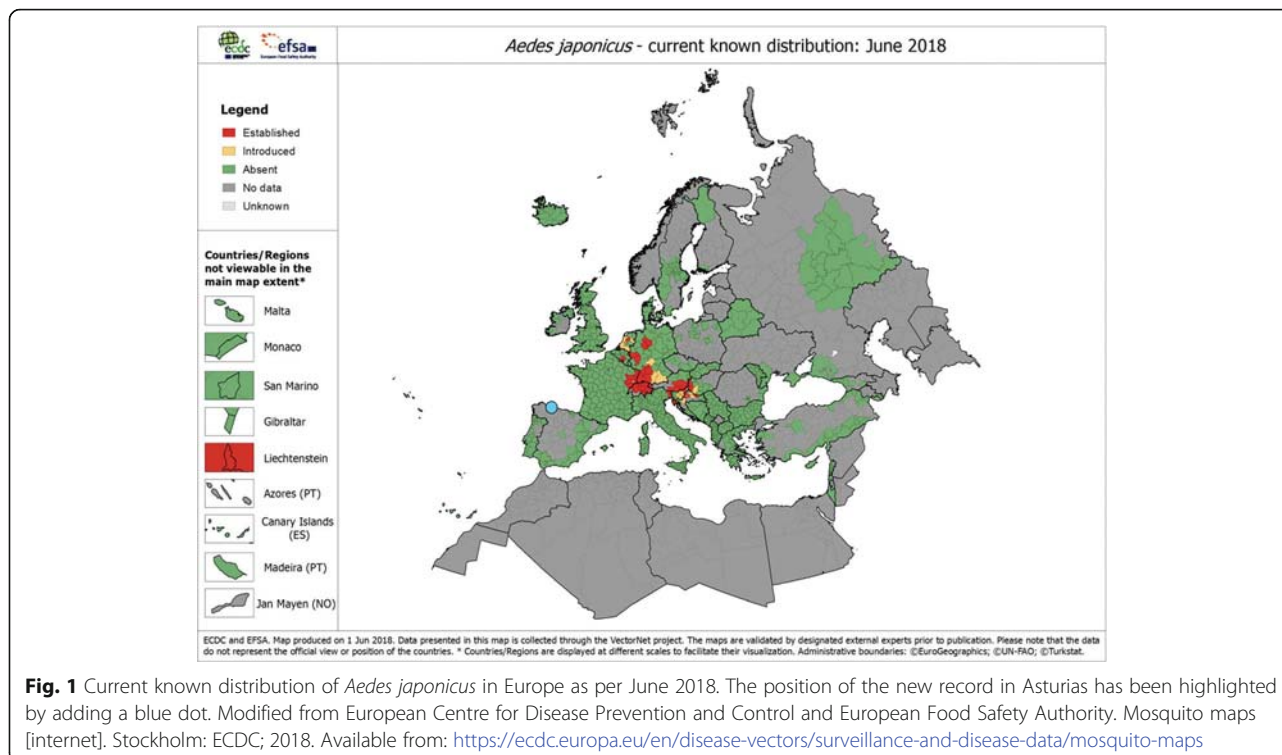 ecdc
efsa
European Food Safety Authority
Aedes japonicus - current known distribution: June 2018
Legend
Established
Introduced
Absent
No data
Unknown
Countries/Regions
not viewable in the
main map extent*
Malta
Monaco
San Marino
Gibraltar
Liechtenstein
Azores (PT)
Canary Islands
(ES)
Madeira (PT)
Jan Mayen (NO)
ECDC and EFSA. Map produced on 1 Jun 2018. Data presented in this map is collected through the VectorNet project. The maps are validated by designated external experts prior to publication. Please note that the data
do not represent the official view or position of the countries. * Countries/Regions are displayed at different scales to facilitate their visualization. Administrative boundaries: ©EuroGeographics; ©UN-FAO; ©Turkstat.
Fig. 1 Current known distribution of Aedes japonicus in Europe as per June 2018. The position of the new record in Asturias has been highlighted
by adding a blue dot. Modified from European Centre for Disease Prevention and Control and European Food Safety Authority. Mosquito maps
[internet]. Stockholm: ECDC; 2018. Available from: https://ecdc.europa.eu/en/disease-vectors/surveillance-and-disease-data/mosquito-maps